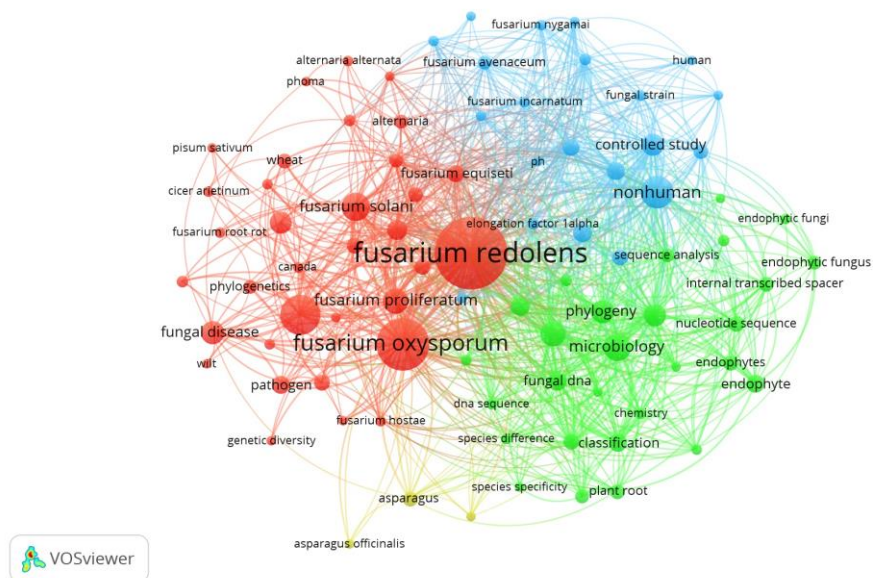 fusarium nygamai
alternaria alternata
fusarium avenaceum
human
phoma
fusarium incarnatum
fungal strain
alternaria
pisum sativum
controlled study
wheat
ph
fusarium equiseti
cicer arietinum
nonhuman
fusarium solani
endophytic fungi
elongation factor 1alpha
fusarium root rot
fusarium redolens
sequence analysis
endophytic fungus
canada
internal transcribed spacer
phylogenetics
fusarium proliferatum
phylogeny
nucleotide sequence
fungal disease
fusarium oxysporum
microbiology
wilt
endophytes
pathogen
fungal dna
endophyte
dna sequence
chemistry
fusarium hostae
genetic diversity
species difference
classification
species specificity
plant root
asparagus
asparagus officinalis
VOSviewer